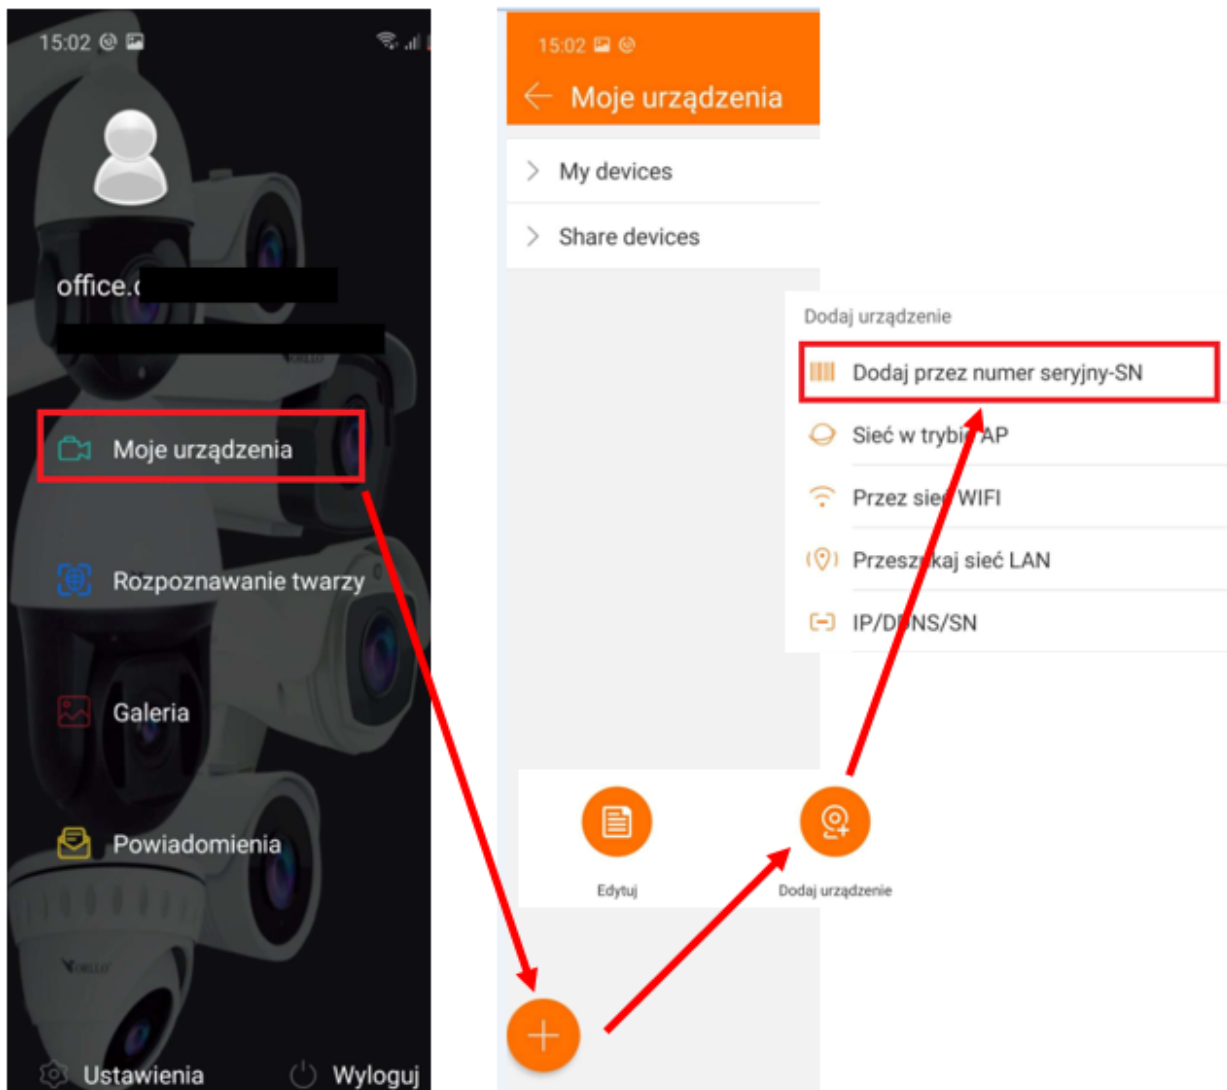 15:02
office.
Moje urządzenia
Rozpoznawanie twarzy
Galeria
Powiadomienia
Ustawienia
Wyloguj
VORLLO
15:02
Moje urządzenia
My devices
Share devices
Edytuj
Dodaj urządzenie
Dodaj urządzenie
Dodaj przez numer seryjny-SN
Sieć w trybie AP
Przez sieć WIFI
Przeszukaj sieć LAN
IP/DDNS/SN